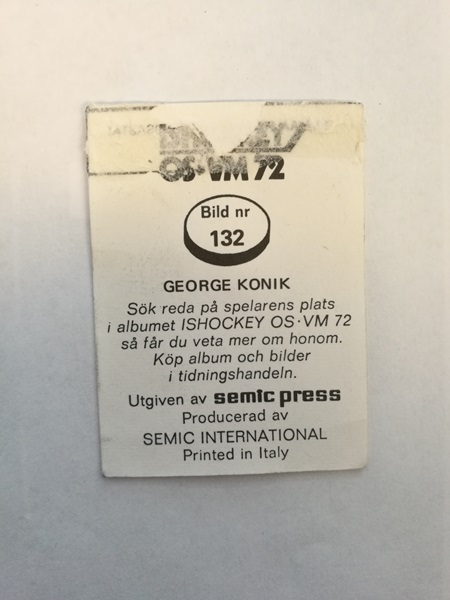 OS·VM 72
Bild nr
132
GEORGE KONIK
Sök reda på spelarens plats
i albumet ISHOCKEY OS·VM 72
så får du veta mer om honom.
Köp album och bilder
i tidningshandeln.
Utgiven av semic press
Producerad av
SEMIC INTERNATIONAL
Printed in Italy